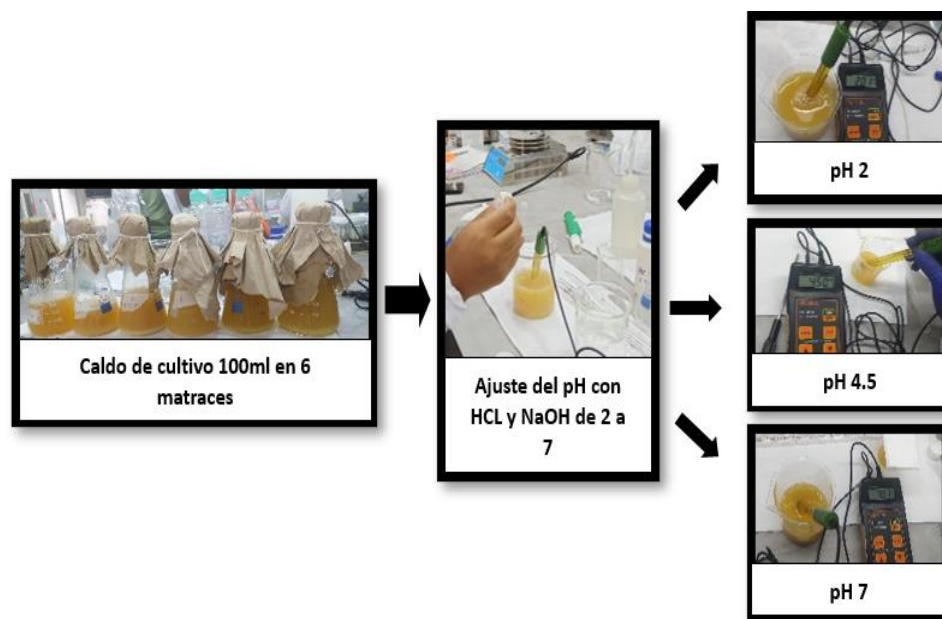 Caldo de cultivo 100ml en 6
matraces
Ajuste del pH con
HCL y NaOH de 2 a
7
pH 2
pH 4.5
pH 7